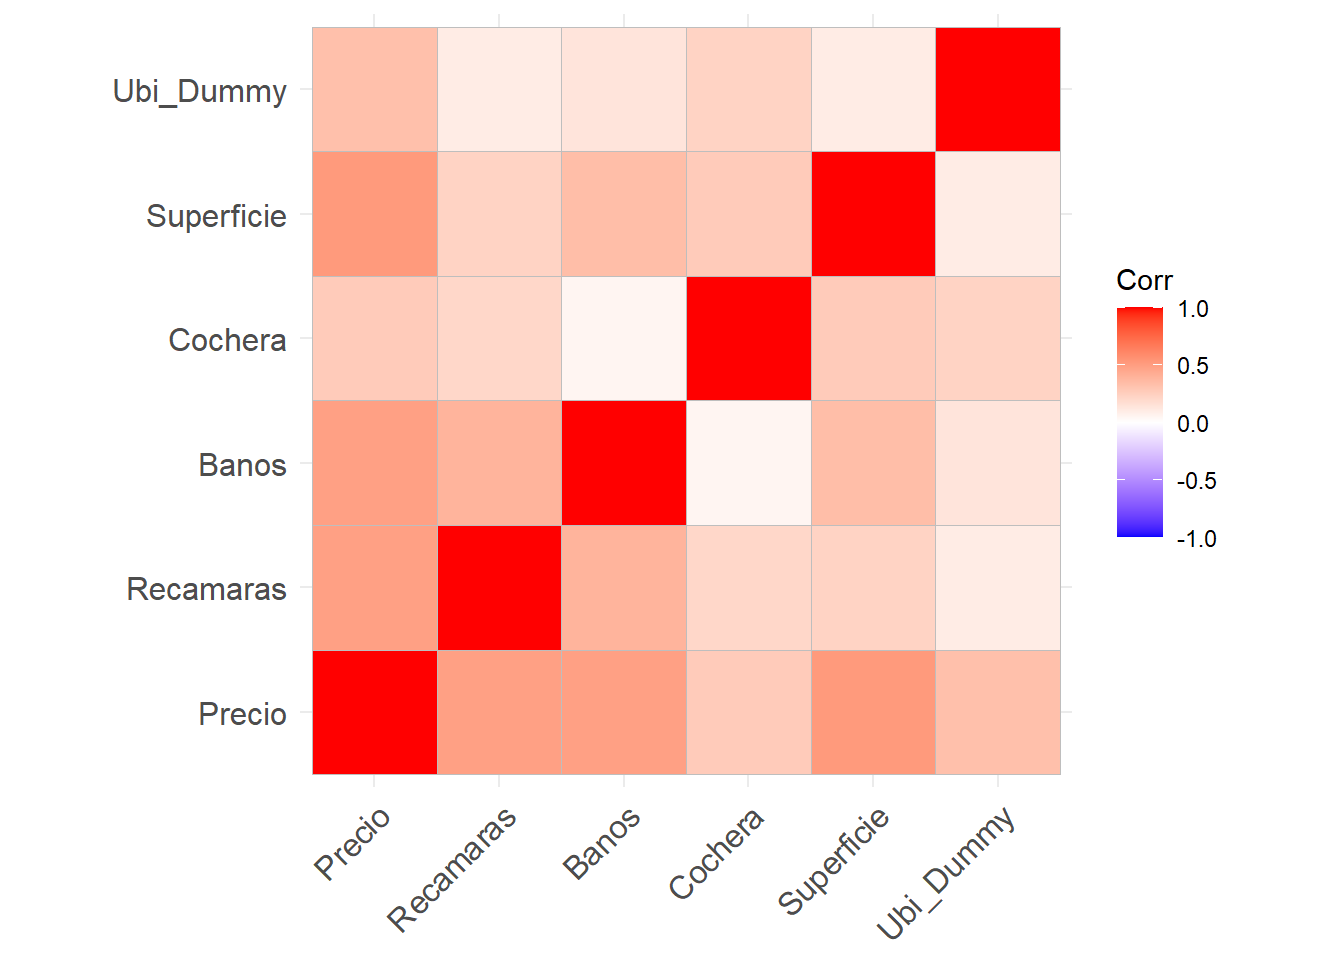 Ubi_Dummy
Superficie
Cochera
Banos
Recamaras
Precio
Precio
Recamaras
Banos
Cochera
Superficie
Ubi_Dummy
Corr
1.0
0.5
0.0
-0.5
-1.0